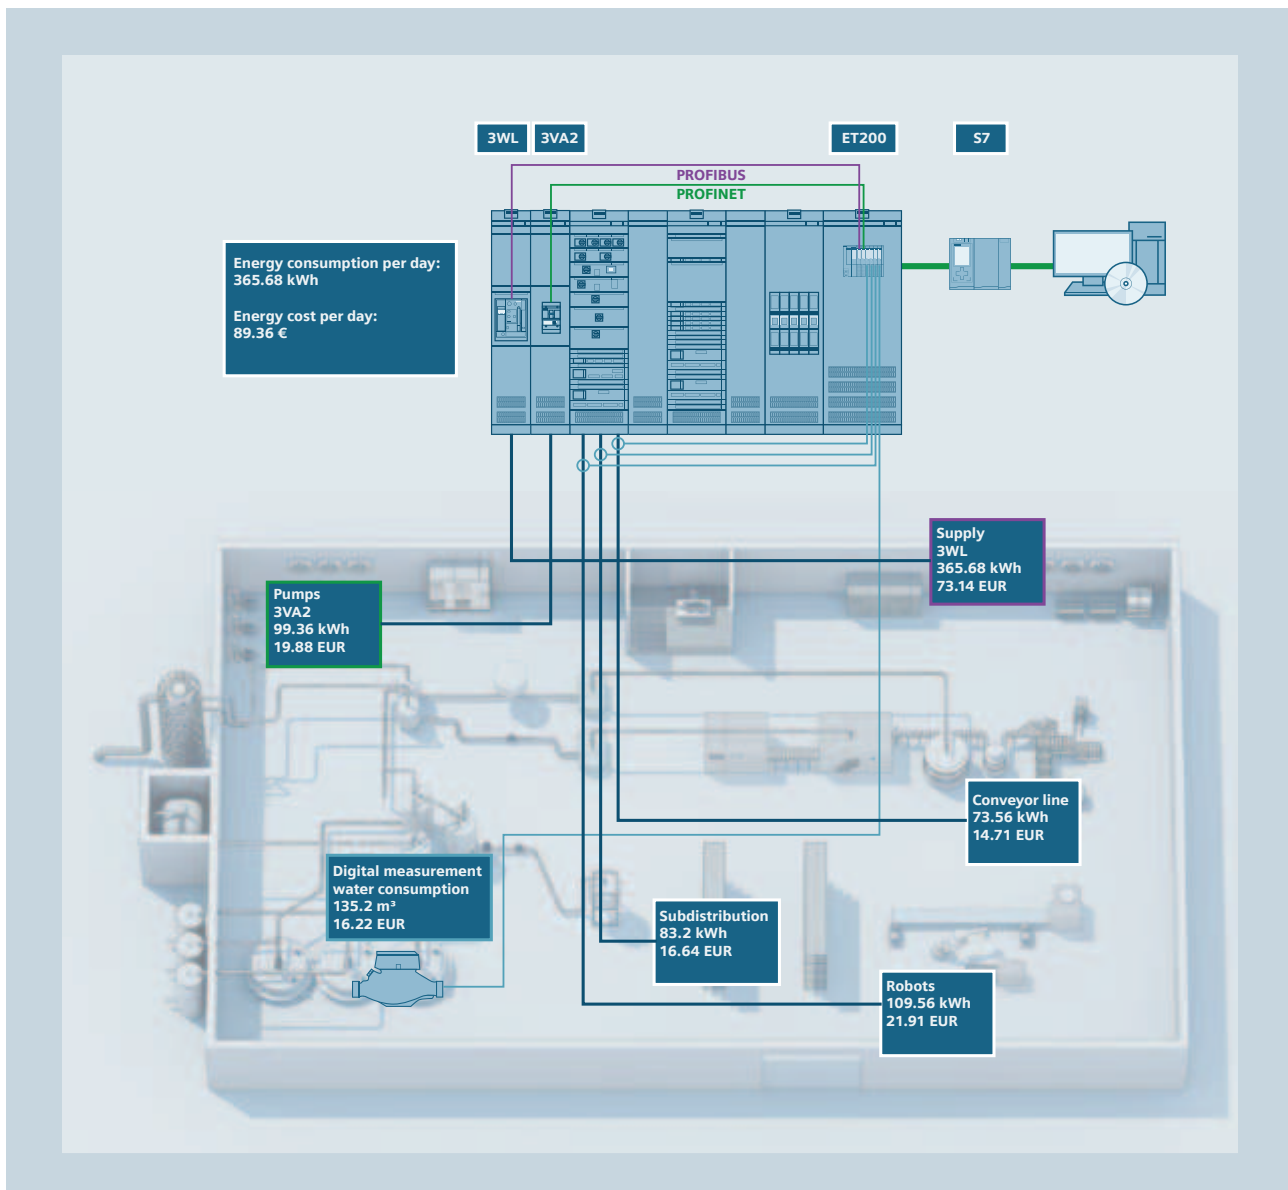 3WL
3VA2
ET200
S7
PROFIBUS
PROFINET
Energy consumption per day:
365.68 kWh
Energy cost per day:
89.36 €
Supply
3WL
365.68 kWh
73.14 EUR
Pumps
3VA2
99.36 kWh
19.88 EUR
Conveyor line
73.56 kWh
14.71 EUR
Digital measurement
water consumption
135.2 m³
16.22 EUR
Subdistribution
83.2 kWh
16.64 EUR
Robots
109.56 kWh
21.91 EUR